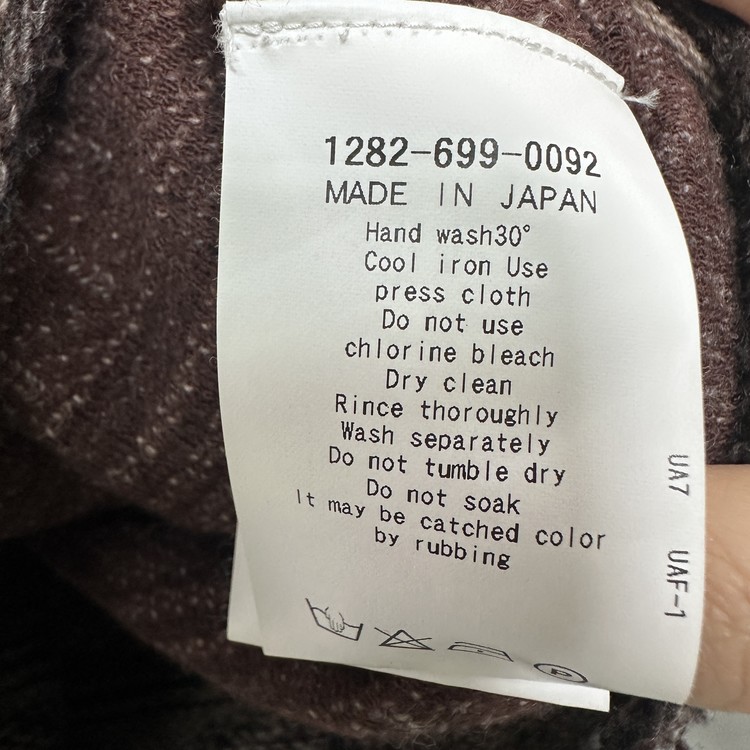 1282-699-0092
MADE IN JAPAN
Hand wash30°
Cool iron Use
press cloth
Do not use
chlorine bleach
Dry clean
Rince thoroughly
Wash separately
Do not tumble dry
Do not soak
It may be catched color
by rubbing
UA7 UAF-1
P